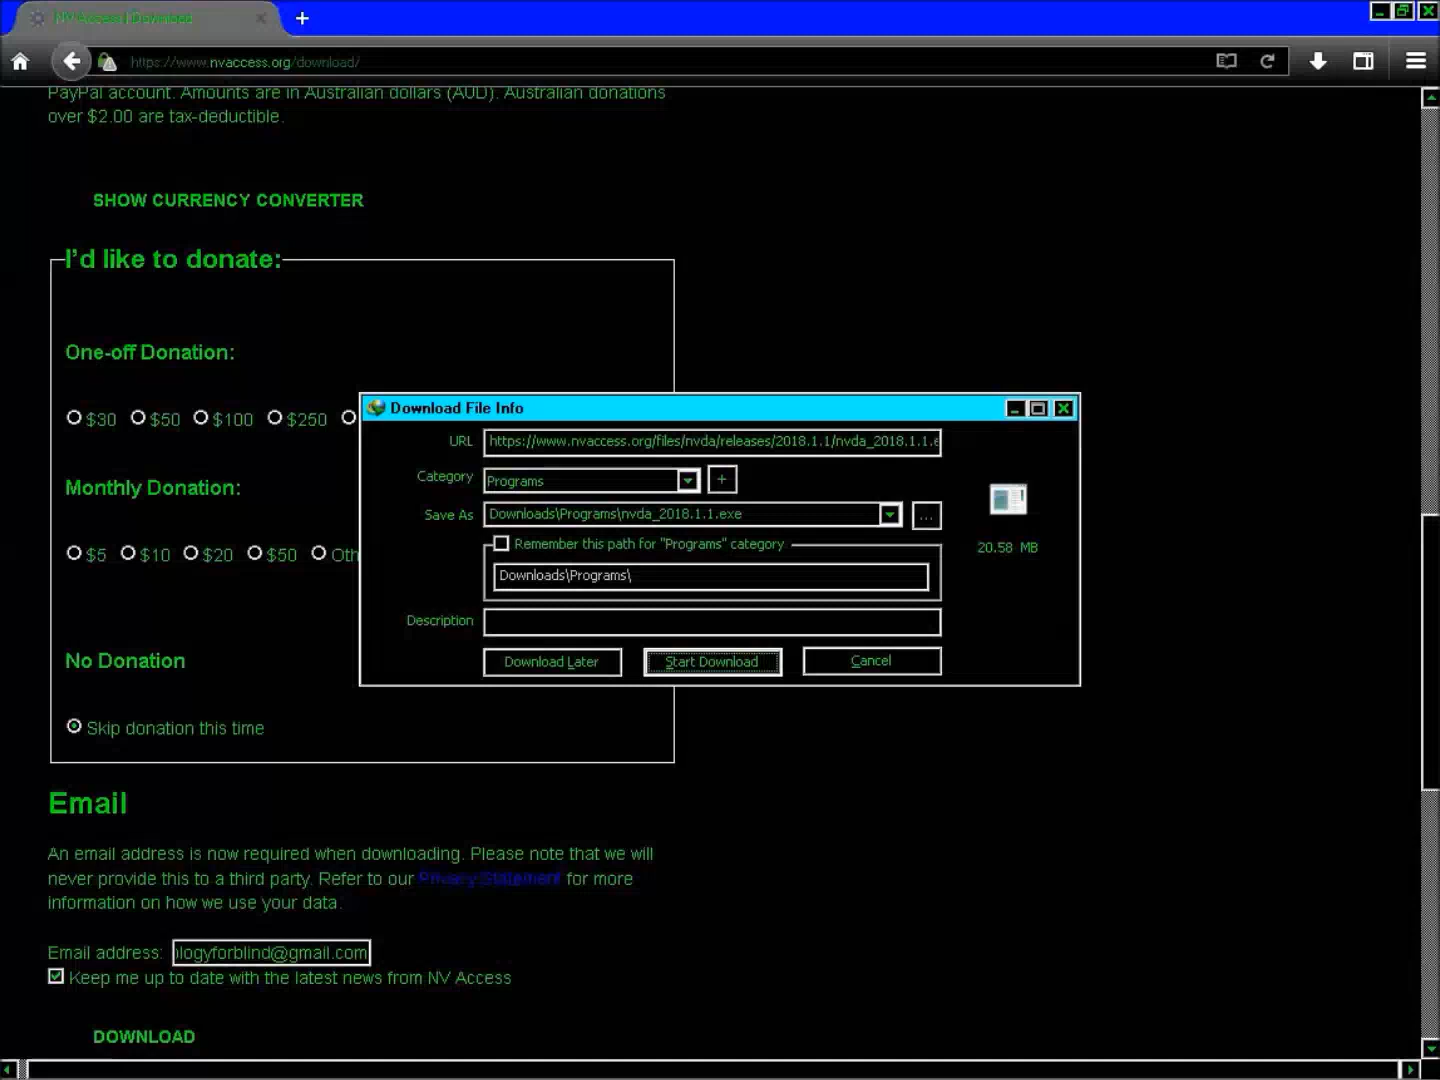 NV Access | Download
https://www.nvaccess.org/download/
PayPal account. Amounts are in Australian dollars (AUD). Australian donations
over $2.00 are tax-deductible.
SHOW CURRENCY CONVERTER
I'd like to donate:
One-off Donation:
$30 $50 $100 $250
Monthly Donation:
$5 $10 $20 $50 Oth
No Donation
Skip donation this time
Download File Info
URL https://www.nvaccess.org/files/nvda/releases/2018.1.1/nvda_2018.1.1.e
Category Programs +
Save As Downloads\Programs\nvda_2018.1.1.exe ...
Remember this path for "Programs" category
Downloads\Programs\
20.58 MB
Description
Download Later Start Download Cancel
Email
An email address is now required when downloading. Please note that we will
never provide this to a third party. Refer to our Privacy Statement for more
information on how we use your data.
Email address: ologyforblind@gmail.com
Keep me up to date with the latest news from NV Access
DOWNLOAD